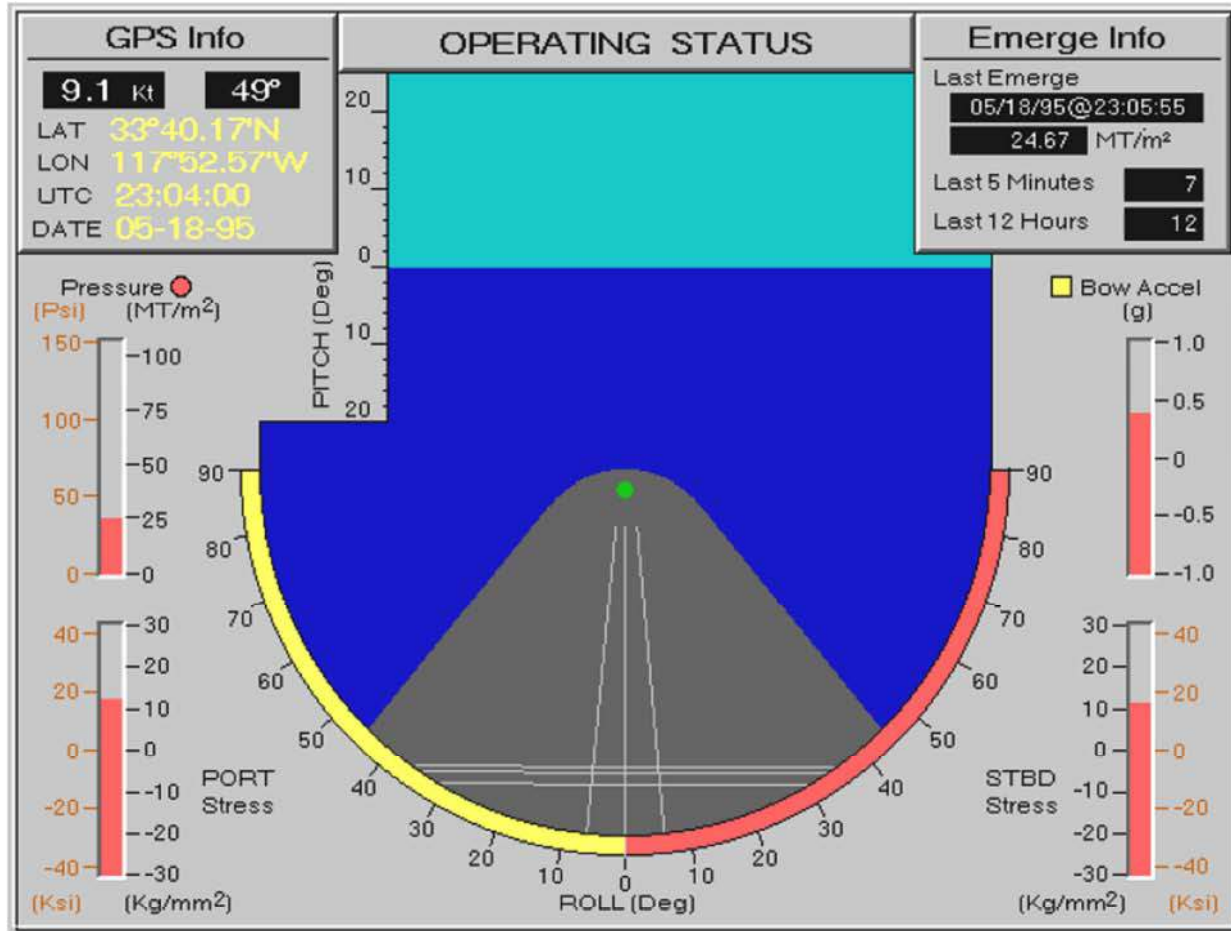 GPS Info
9.1 Kt 49°
LAT 33°40.17'N
LON 117°52.57'W
UTC 23:04:00
DATE 05-18-95
OPERATING STATUS
Emerge Info
Last Emerge
05/18/95@23:05:55
24.67 MT/m²
Last 5 Minutes 7
Last 12 Hours 12
20
10
0
10
20
PITCH (Deg)
Pressure
(Psi) (MT/m²)
150
100
50
0
100
75
50
25
0
Bow Accel
(g)
1.0
0.5
0
-0.5
-1.0
40
20
0
-20
-40
(Ksi)
30
20
10
0
-10
-20
-30
(Kg/mm²)
PORT
Stress
90
80
70
60
50
40
30
20
10
0
10
20
30
40
50
60
70
80
90
ROLL (Deg)
STBD
Stress
30
20
10
0
-10
-20
-30
(Kg/mm²)
40
20
0
-20
-40
(Ksi)